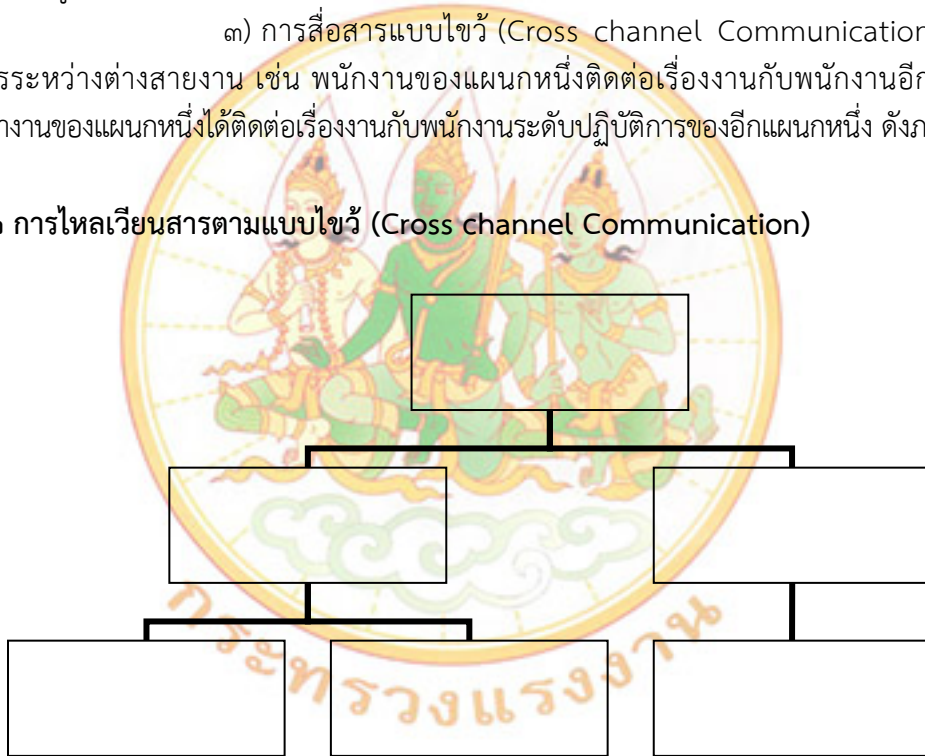 ๓) การสื่อสารแบบไขว้ (Cross channel Communication
รระหว่างต่างสายงาน เช่น พนักงานของแผนกหนึ่งติดต่อเรื่องงานกับพนักงานอีก
างานของแผนกหนึ่งได้ติดต่อเรื่องงานกับพนักงานระดับปฏิบัติการของอีกแผนกหนึ่ง ดังภ
การไหลเวียนสารตามแบบไขว้ (Cross channel Communication)
กระทรวงแรงงาน